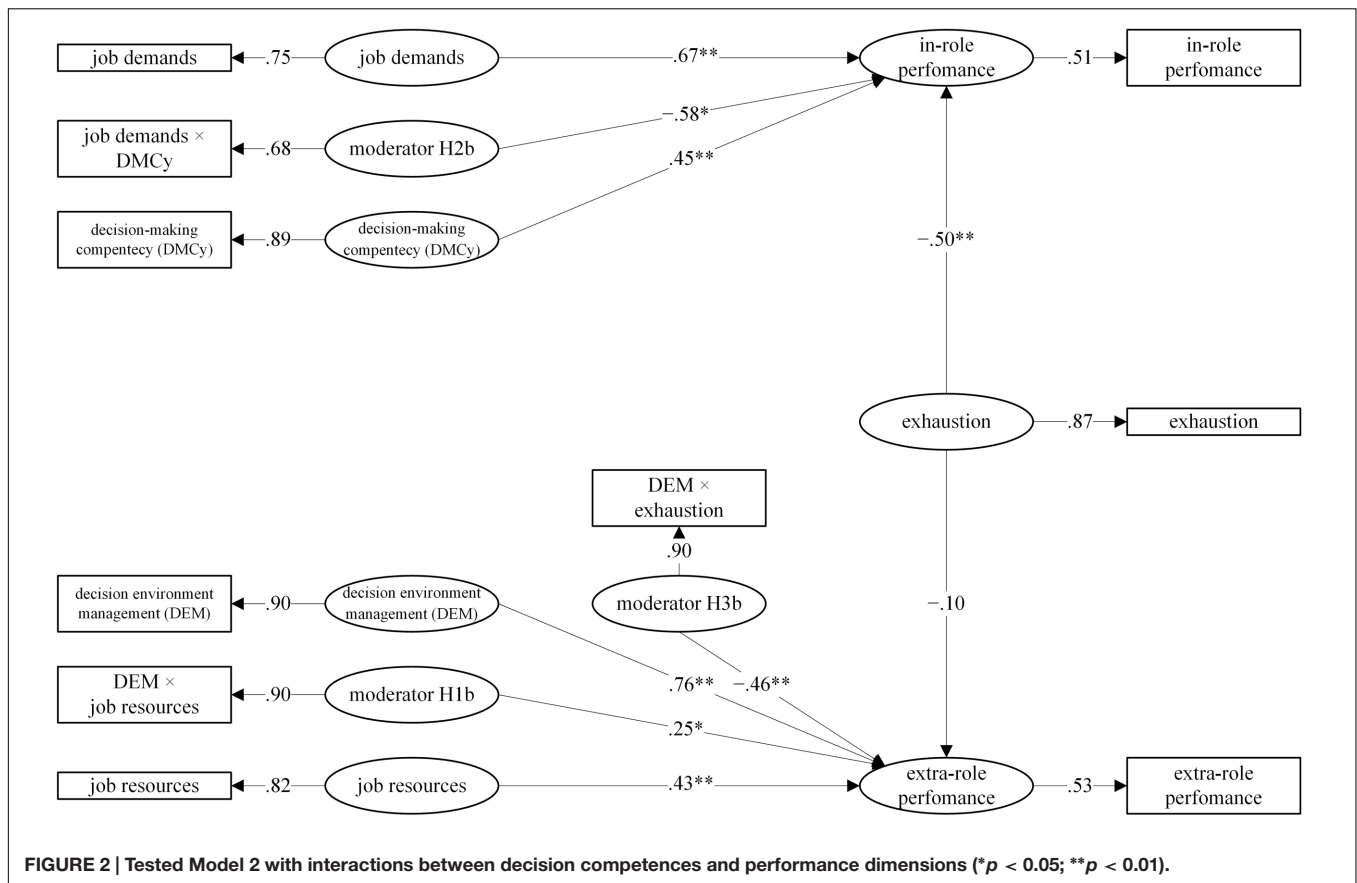 job demands
.75
job demands
.67**
in-role
perfomance
.51
in-role
perfomance
job demands ×
DMCy
.68
moderator H2b
−.58*
decision-making
compentecy (DMCy)
.89
decision-making
compentecy (DMCy)
.45**
−.50**
exhaustion
.87
exhaustion
DEM ×
exhaustion
.90
moderator H3b
−.46**
−.10
decision environment
management (DEM)
.90
decision environment
management (DEM)
.76**
DEM ×
job resources
.90
moderator H1b
.25*
job resources
.82
job resources
.43**
extra-role
perfomance
.53
extra-role
perfomance
FIGURE 2 | Tested Model 2 with interactions between decision competences and performance dimensions (*p < 0.05; **p < 0.01).